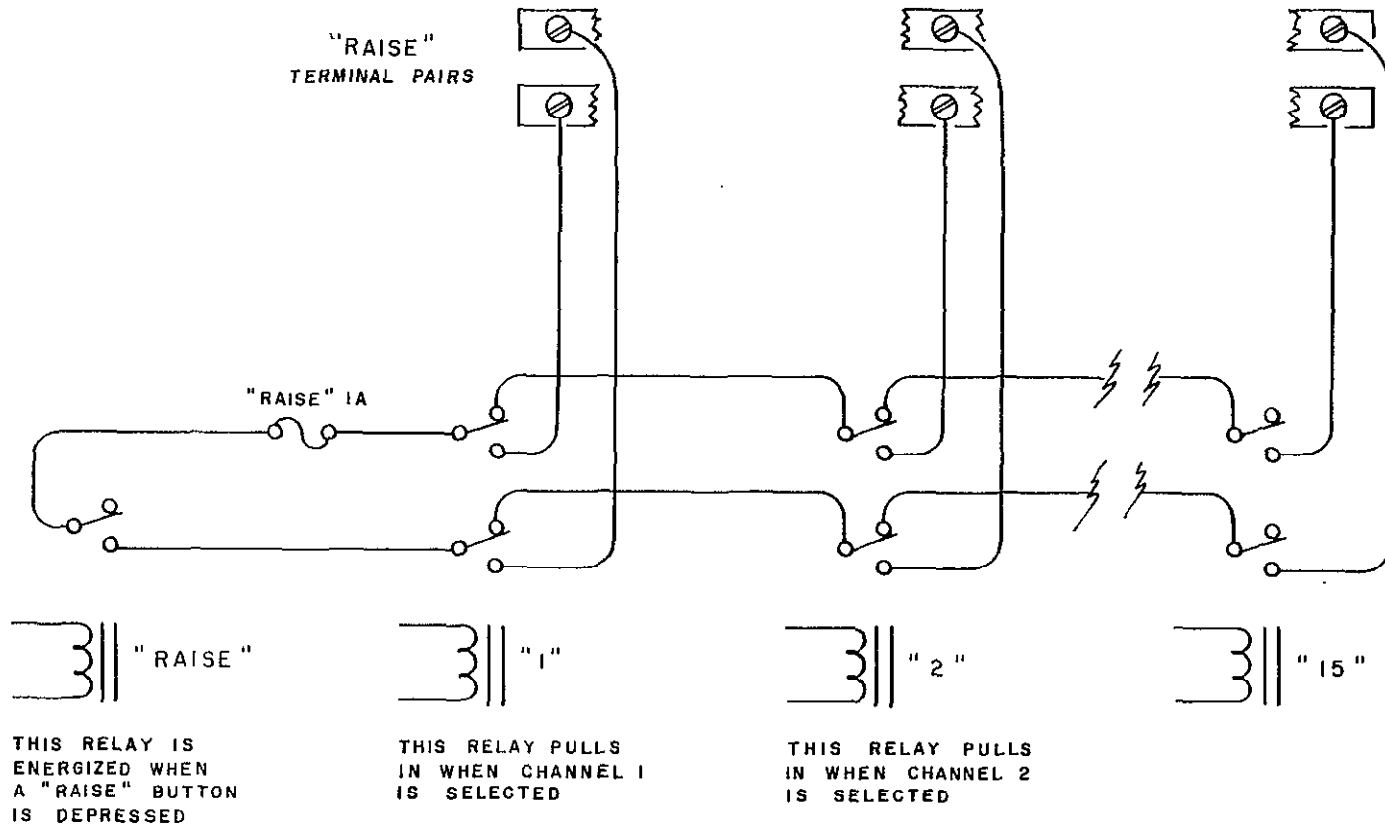 "RAISE"
TERMINAL PAIRS
"RAISE" 1A
"RAISE"
"1"
"2"
"15"
THIS RELAY IS
ENERGIZED WHEN
A "RAISE" BUTTON
IS DEPRESSED
THIS RELAY PULLS
IN WHEN CHANNEL 1
IS SELECTED
THIS RELAY PULLS
IN WHEN CHANNEL 2
IS SELECTED